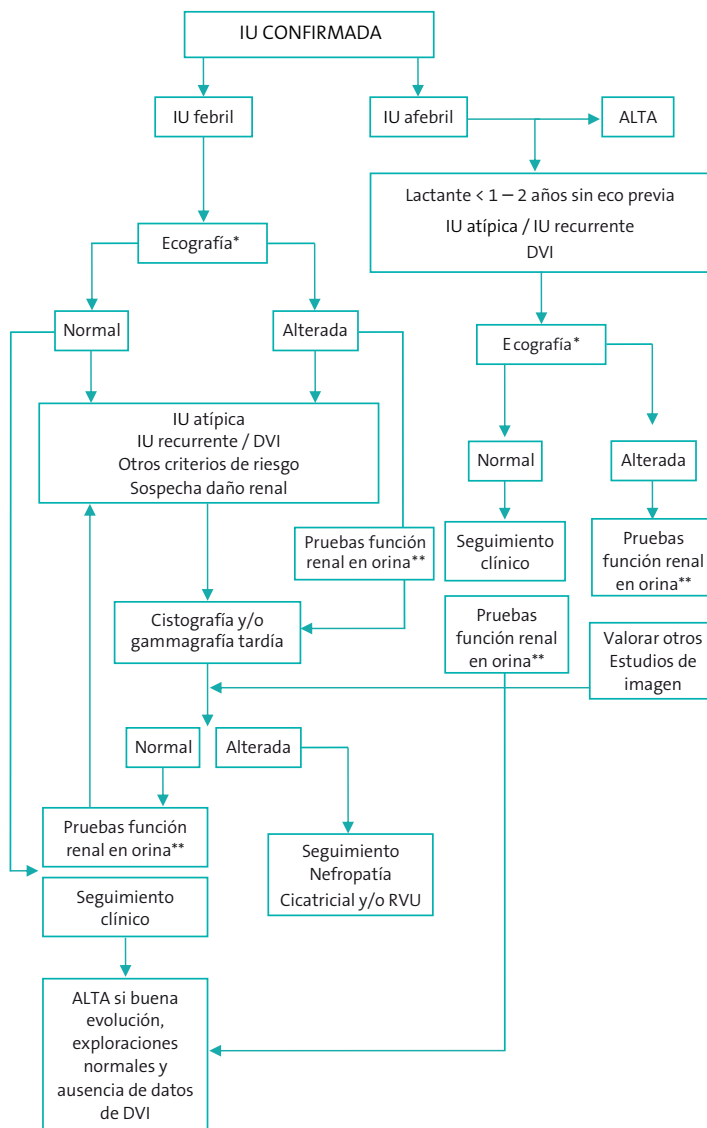 IU CONFIRMADA
IU febril
IU afebril
ALTA
Lactante < 1 – 2 años sin eco previa
IU atípica / IU recurrente
DVI
Ecografía*
Normal
Alterada
Ecografía*
Normal
Alterada
IU atípica
IU recurrente / DVI
Otros criterios de riesgo
Sospecha daño renal
Pruebas función
renal en orina**
Seguimiento
clínico
Pruebas
función renal
en orina**
Cistografía y/o
gammagrafía tardía
Pruebas
función renal
en orina**
Valorar otros
Estudios de
imagen
Normal
Alterada
Pruebas función
renal en orina**
Seguimiento
Nefropatía
Cicatricial y/o RVU
Seguimiento
clínico
ALTA si buena
evolución,
exploraciones
normales y
ausencia de datos
de DVI